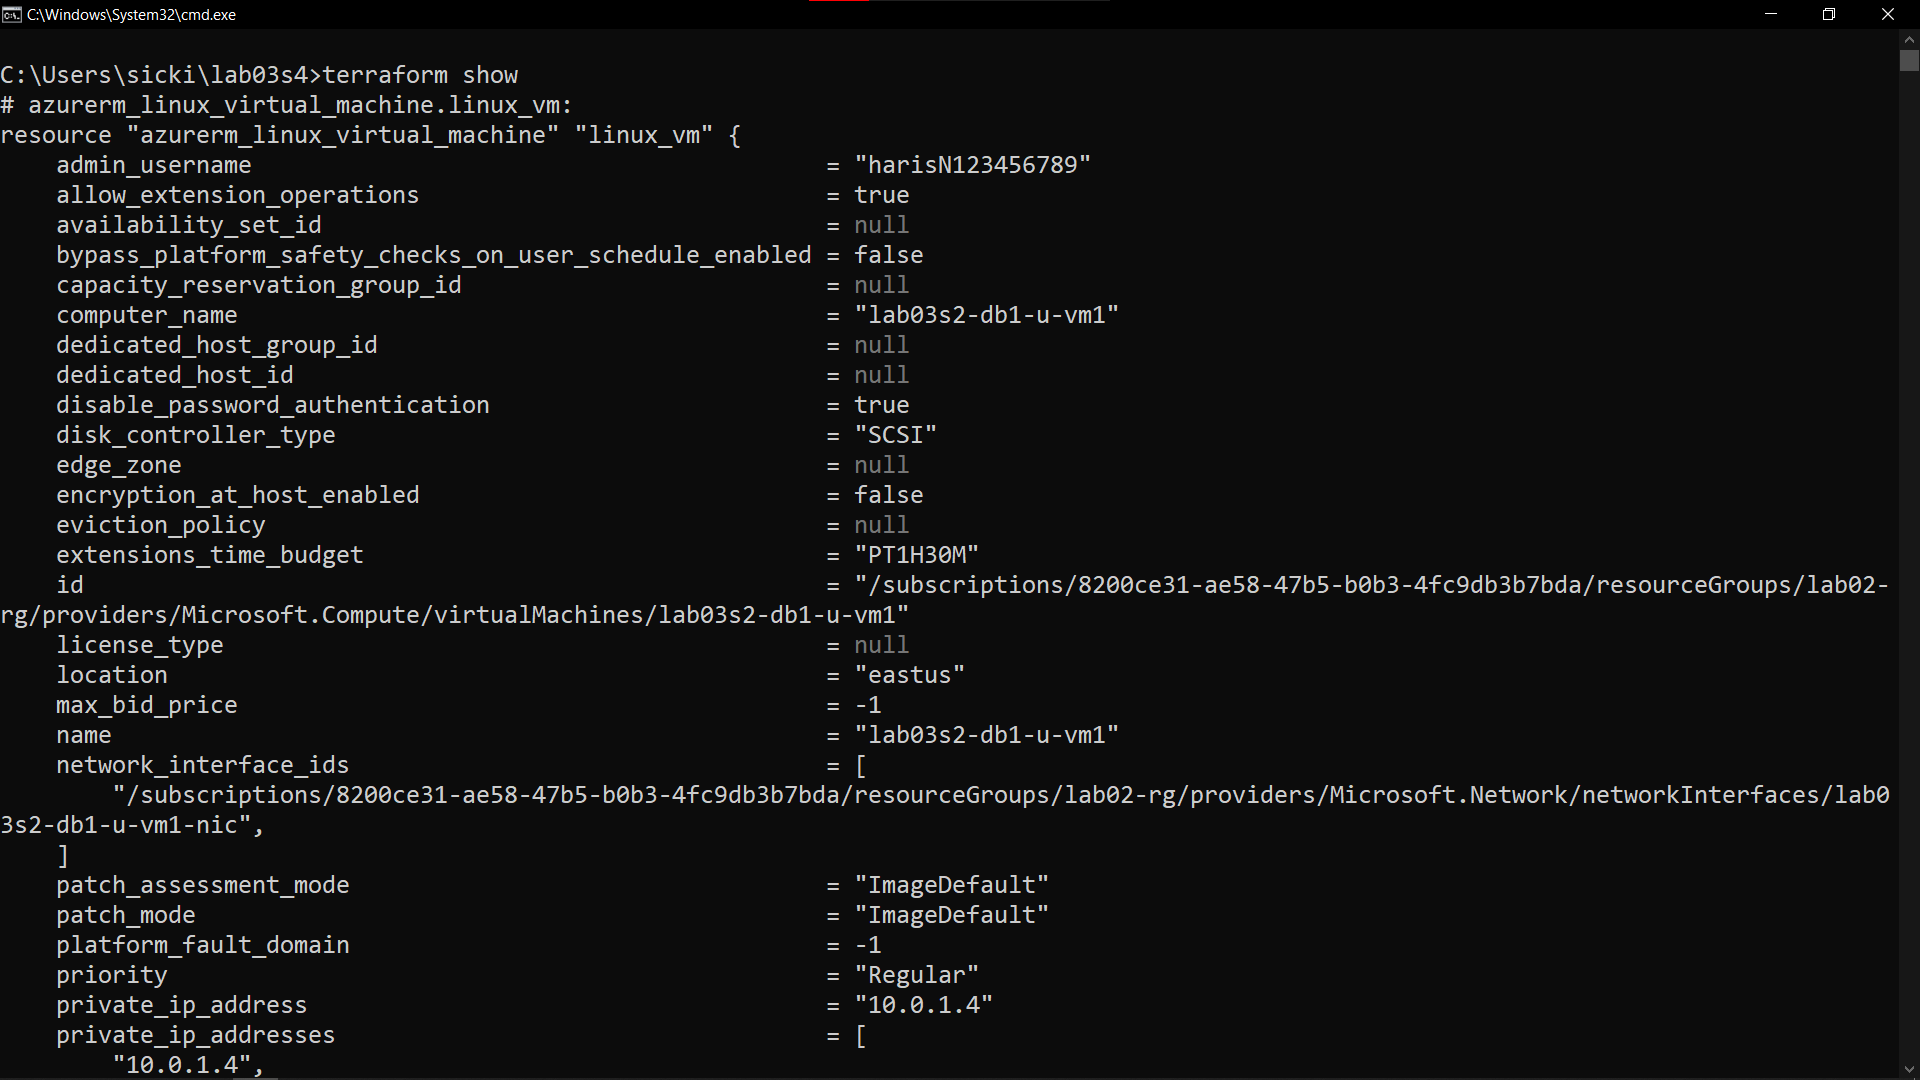 C:\Windows\System32\cmd.exe
C:\Users\sicki\lab03s4>terraform show
# azurerm_linux_virtual_machine.linux_vm:
resource "azurerm_linux_virtual_machine" "linux_vm" {
    admin_username                                         = "harisN123456789"
    allow_extension_operations                             = true
    availability_set_id                                    = null
    bypass_platform_safety_checks_on_user_schedule_enabled = false
    capacity_reservation_group_id                          = null
    computer_name                                          = "lab03s2-db1-u-vm1"
    dedicated_host_group_id                                = null
    dedicated_host_id                                      = null
    disable_password_authentication                        = true
    disk_controller_type                                   = "SCSI"
    edge_zone                                              = null
    encryption_at_host_enabled                             = false
    eviction_policy                                        = null
    extensions_time_budget                                 = "PT1H30M"
    id                                                     = "/subscriptions/8200ce31-ae58-47b5-b0b3-4fc9db3b7bda/resourceGroups/lab02-
rg/providers/Microsoft.Compute/virtualMachines/lab03s2-db1-u-vm1"
    license_type                                           = null
    location                                               = "eastus"
    max_bid_price                                          = -1
    name                                                   = "lab03s2-db1-u-vm1"
    network_interface_ids                                  = [
        "/subscriptions/8200ce31-ae58-47b5-b0b3-4fc9db3b7bda/resourceGroups/lab02-rg/providers/Microsoft.Network/networkInterfaces/lab0
3s2-db1-u-vm1-nic",
    ]
    patch_assessment_mode                                  = "ImageDefault"
    patch_mode                                             = "ImageDefault"
    platform_fault_domain                                  = -1
    priority                                               = "Regular"
    private_ip_address                                     = "10.0.1.4"
    private_ip_addresses                                   = [
        "10.0.1.4",